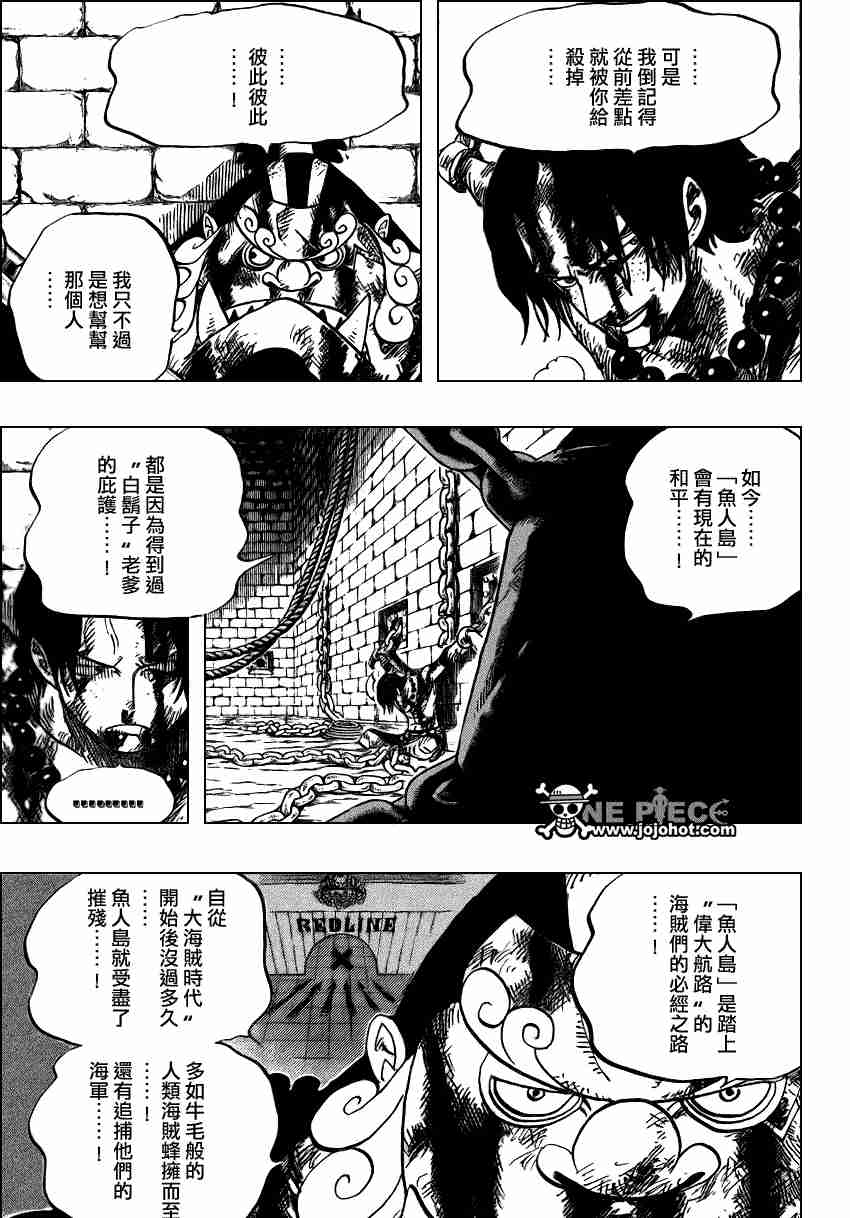 ……
可是
我倒記得
從前差點
就被你給
殺掉
……
……
彼此彼此
……！
我只不過
是想幫幫
那個人
……
如今……
「魚人島」
會有現在的
和平……！
都是因為得到過
〝白鬍子〞老爹
的庇護……！
………
ONE PIECE
www.jojohot.com
「魚人島」是踏上
〝偉大航路〞的
海賊們的必經之路
……！
自從
〝大海賊時代〞
開始後沒過多久
……
魚人島就受盡了
摧殘……！
多如牛毛般的
人類海賊蜂擁而至
……！
還有追捕他們的
海軍……！
REDLINE